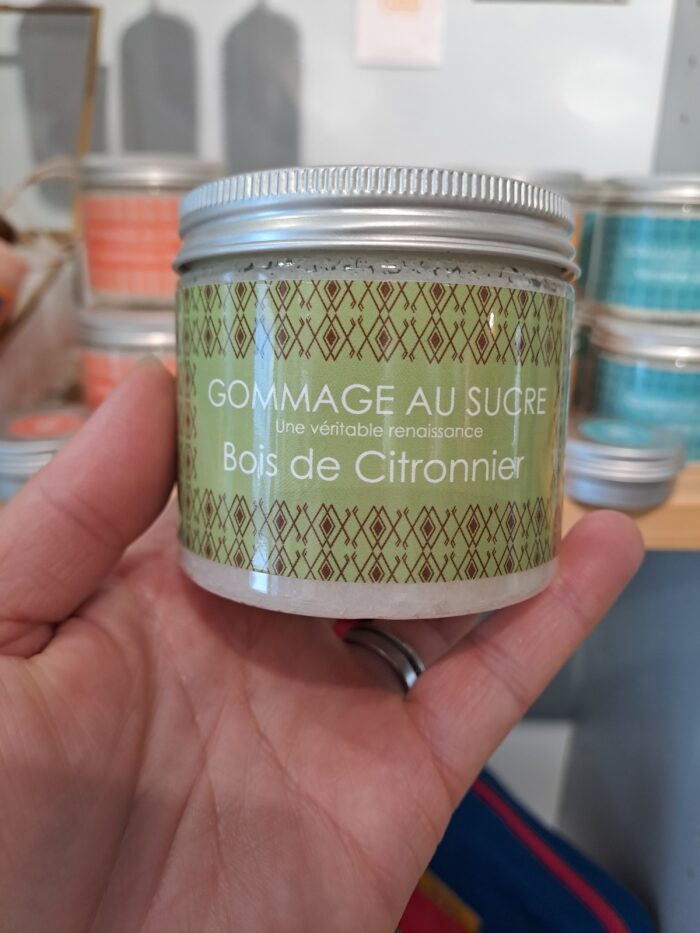 GOMMAGE AU SUCRE
Une véritable renaissance
Bois de Citronnier